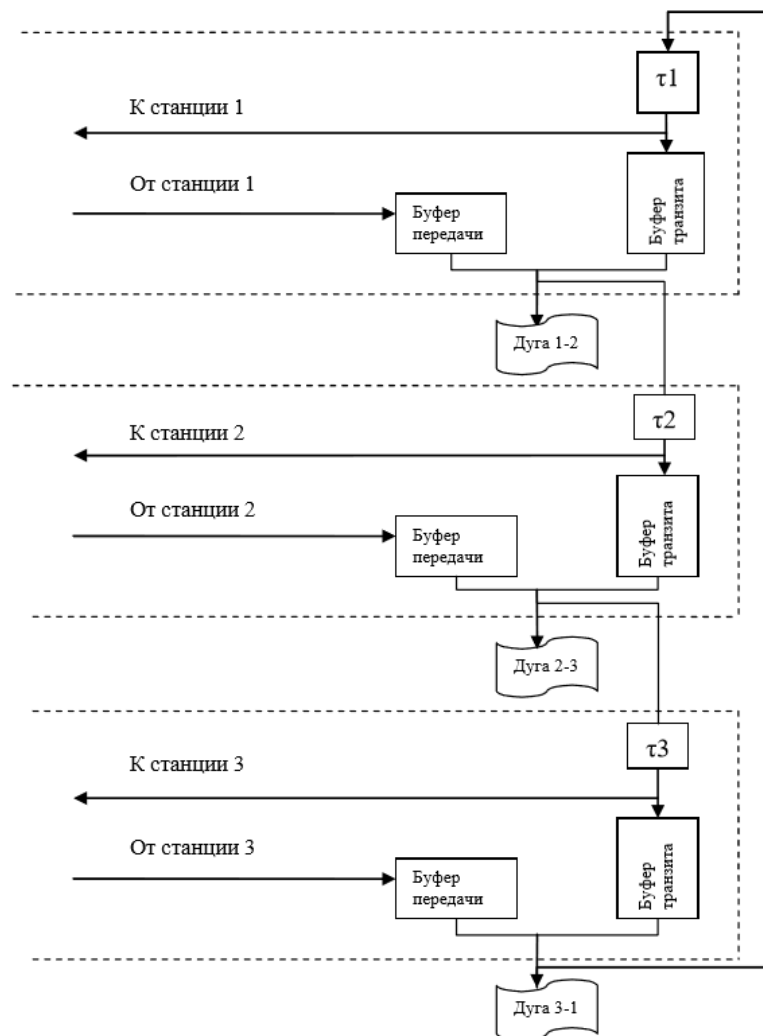 τ1
К станции 1
От станции 1
Буфер
передачи
Буфер
транзита
Дуга 1-2
τ2
К станции 2
От станции 2
Буфер
передачи
Буфер
транзита
Дуга 2-3
τ3
К станции 3
От станции 3
Буфер
передачи
Буфер
транзита
Дуга 3-1